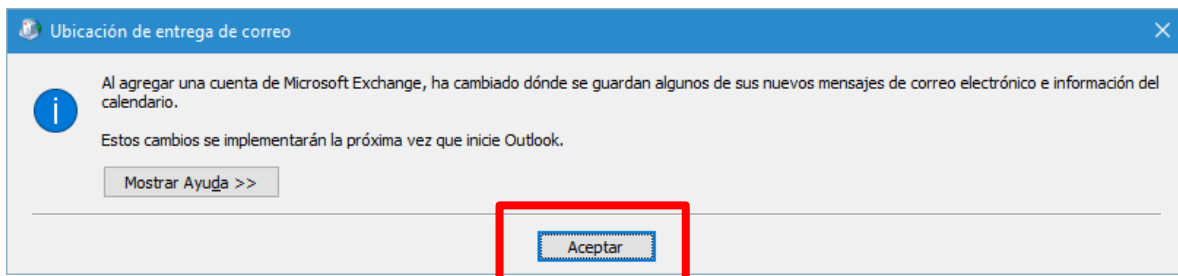 Ubicación de entrega de correo
Al agregar una cuenta de Microsoft Exchange, ha cambiado dónde se guardan algunos de sus nuevos mensajes de correo electrónico e información del
calendario.
Estos cambios se implementarán la próxima vez que inicie Outlook.
Mostrar Ayuda >>
Aceptar